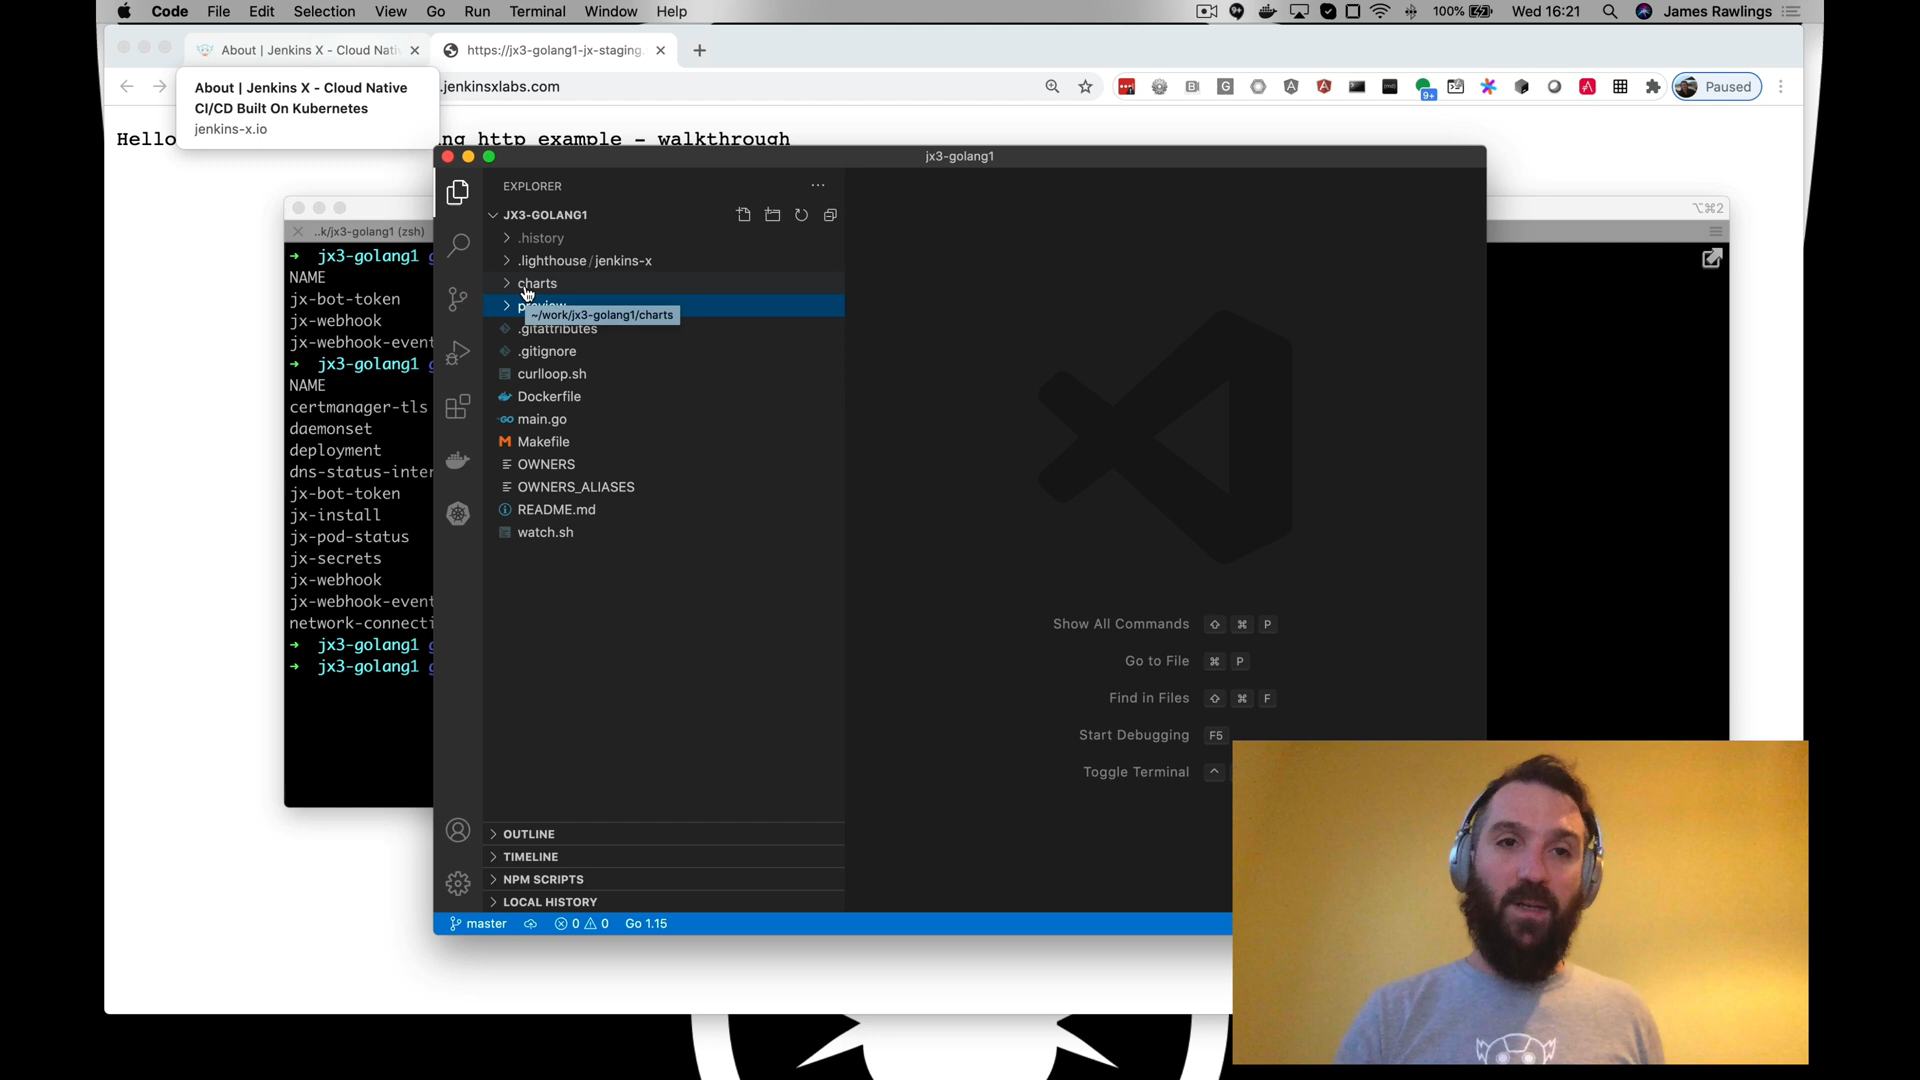 Code File Edit Selection View Go Run Terminal Window Help
100% Wed 16:21 James Rawlings
About | Jenkins X - Cloud Nati
https://jx3-golang1-jx-staging.
.jenkinsxlabs.com
9+
Paused
About | Jenkins X - Cloud Native
CI/CD Built On Kubernetes
jenkins-x.io
Hello
ng http example - walkthrough
jx3-golang1
⌥⌘2
..k/jx3-golang1 (zsh)
→ jx3-golang1 g
NAME
jx-bot-token
jx-webhook
jx-webhook-event
→ jx3-golang1 g
NAME
certmanager-tls
daemonset
deployment
dns-status-inter
jx-bot-token
jx-install
jx-pod-status
jx-secrets
jx-webhook
jx-webhook-event
network-connecti
→ jx3-golang1 g
→ jx3-golang1 g
EXPLORER
JX3-GOLANG1
.history
.lighthouse / jenkins-x
charts
preview
~/work/jx3-golang1/charts
.gitattributes
.gitignore
curlloop.sh
Dockerfile
GO main.go
M Makefile
OWNERS
OWNERS_ALIASES
README.md
watch.sh
OUTLINE
TIMELINE
NPM SCRIPTS
LOCAL HISTORY
master 0 0 Go 1.15
Show All Commands ⇧ ⌘ P
Go to File ⌘ P
Find in Files ⇧ ⌘ F
Start Debugging F5
Toggle Terminal ^